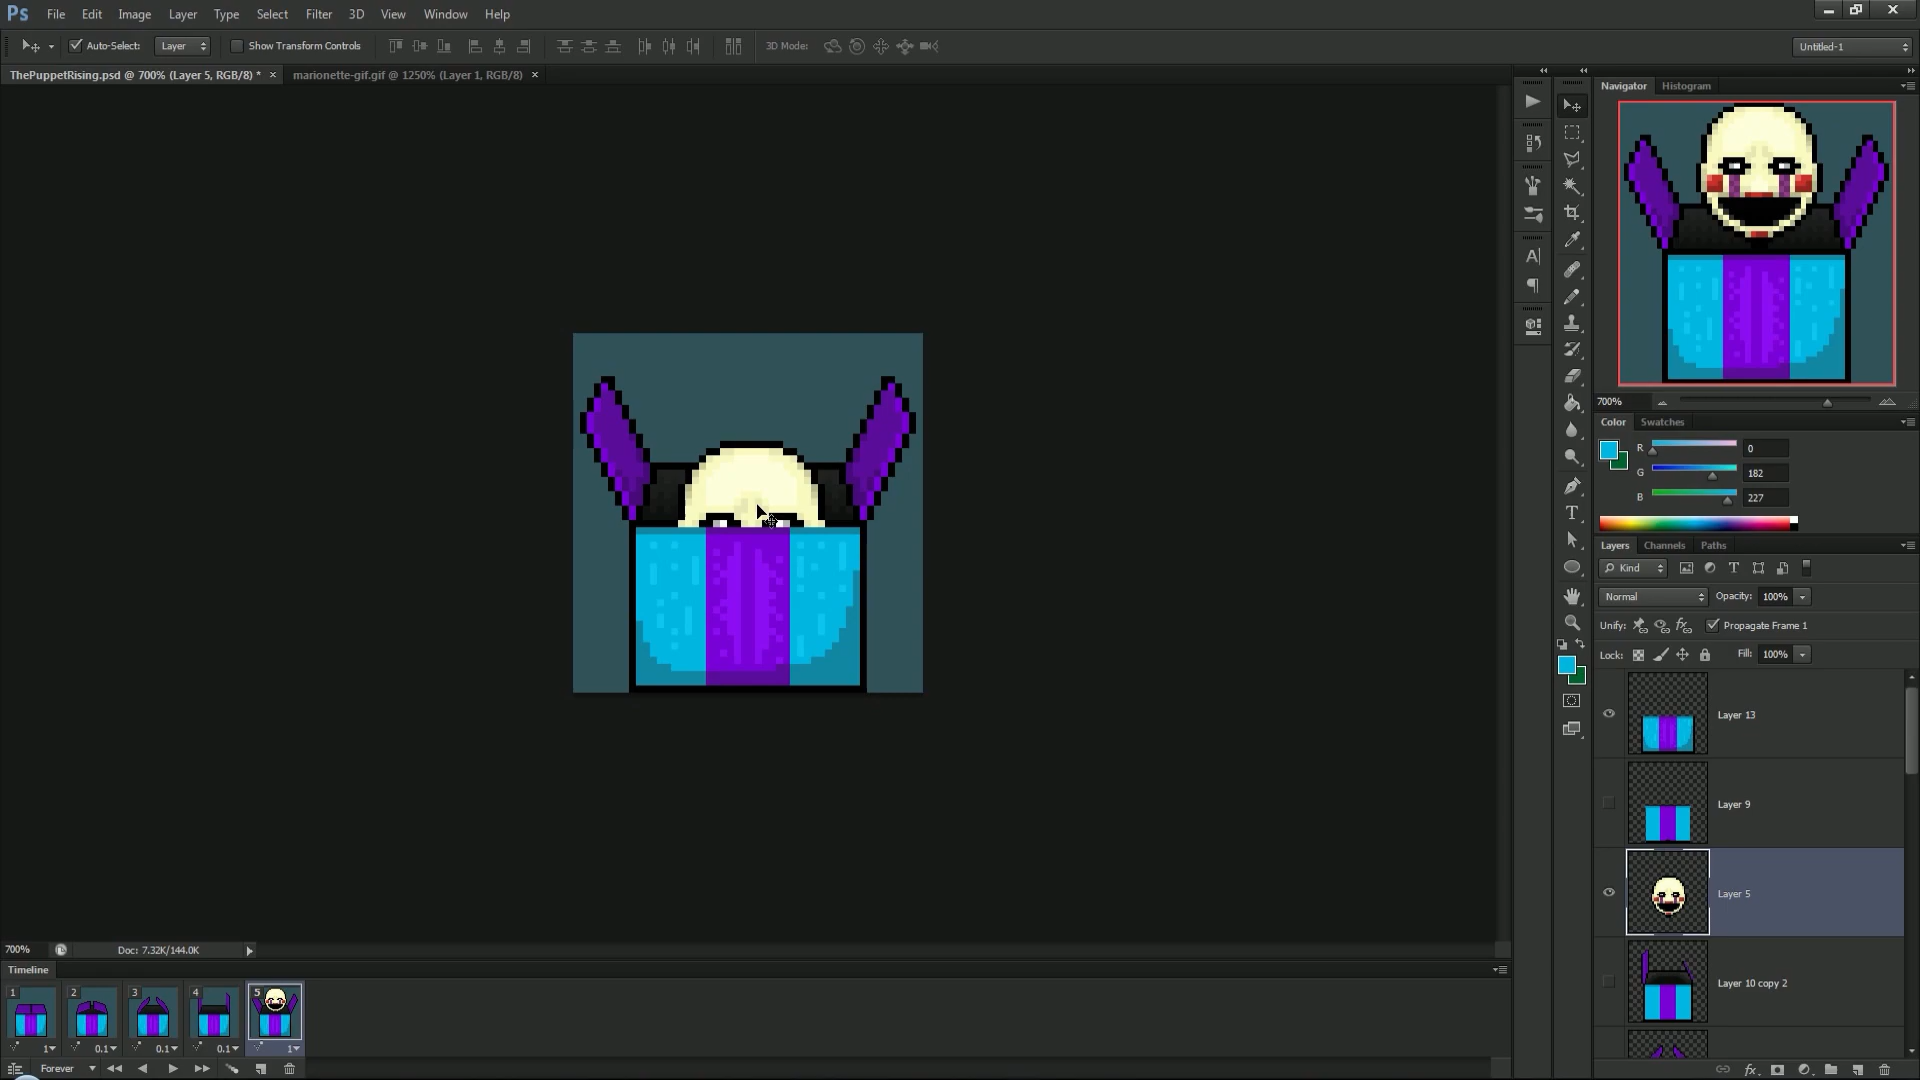 Ps File Edit Image Layer Type Select Filter 3D View Window Help
Auto-Select: Layer Show Transform Controls 3D Mode: Untitled-1
ThePuppetRising.psd @ 700% (Layer 5, RGB/8) * × marionette-gif.gif @ 1250% (Layer 1, RGB/8) ×
Navigator Histogram
700%
Color Swatches
R 0
G 182
B 227
Layers Channels Paths
Kind T
Normal Opacity: 100%
Unify: Propagate Frame 1
Lock: Fill: 100%
Layer 13
Layer 9
Layer 5
Layer 10 copy 2
fx
700% Doc: 7.32K/144.0K
Timeline
1 2 3 4 5
1 0.1 0.1 0.1 1
Forever